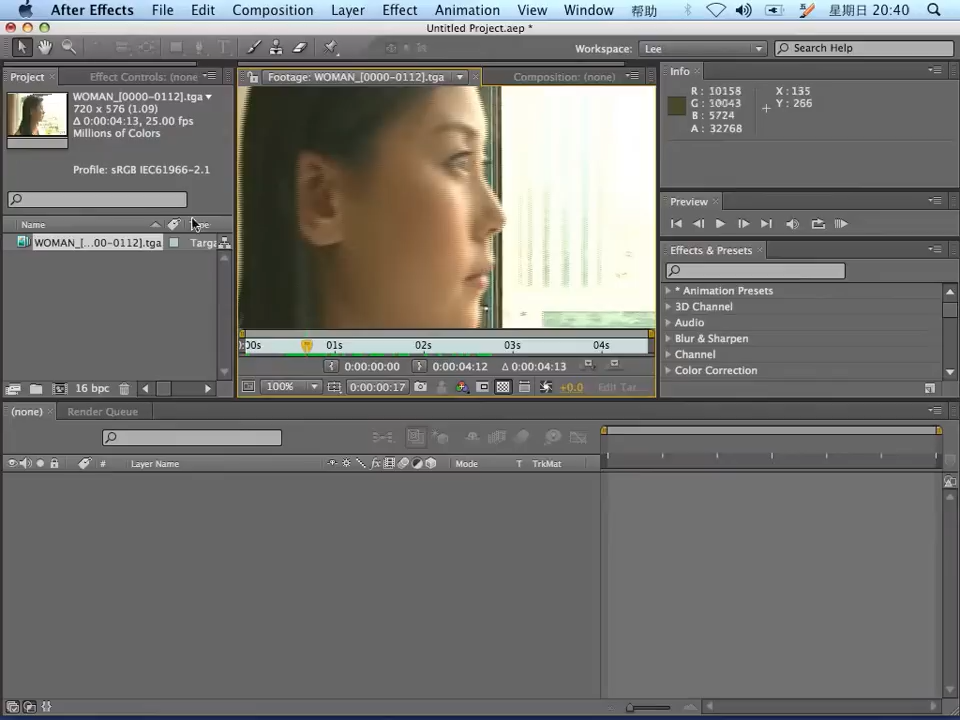 After Effects File Edit Composition Layer Effect Animation View Window 帮助 星期日 20:40
Untitled Project.aep *
Workspace: Lee Search Help
Project Effect Controls: (none
Footage: WOMAN_[0000-0112].tga Composition: (none)
Info
WOMAN_[0000-0112].tga
720 x 576 (1.09)
Δ 0:00:04:13, 25.00 fps
Millions of Colors
Profile: sRGB IEC61966-2.1
R : 10158 X : 135
G : 10043 Y : 266
B : 5724
A : 32768
Name
WOMAN_[...00-0112].tga Targa
Preview
Effects & Presets
* Animation Presets
3D Channel
Audio
Blur & Sharpen
Channel
Color Correction
00s 01s 02s 03s 04s
0:00:00:00 0:00:04:12 Δ 0:00:04:13
16 bpc
100% 0:00:00:17 +0.0 Edit Tar...
(none) Render Queue
# Layer Name fx Mode T TrkMat